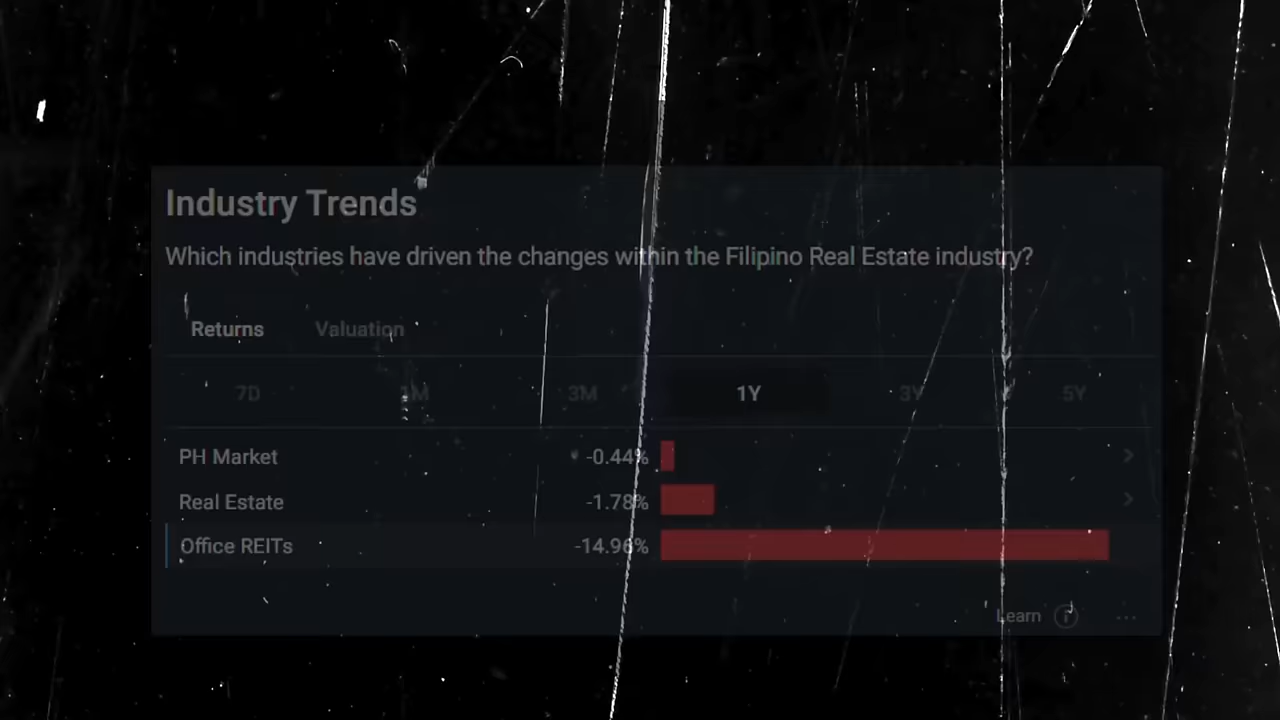 Industry Trends
Which industries have driven the changes within the Filipino Real Estate industry?
Returns Valuation
7D 1M 3M 1Y 3Y 5Y
PH Market -0.44%
Real Estate -1.78%
Office REITs -14.96%
Learn